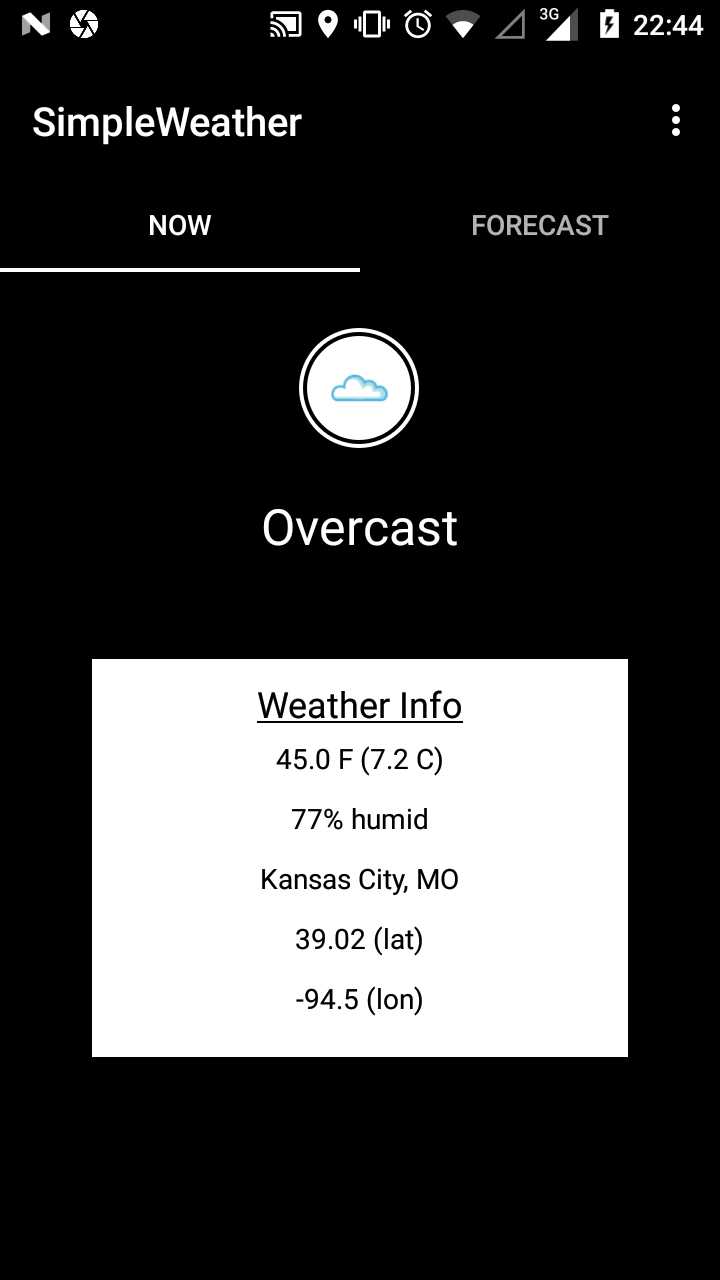 3G 22:44
SimpleWeather
NOW FORECAST
Overcast
Weather Info
45.0 F (7.2 C)
77% humid
Kansas City, MO
39.02 (lat)
-94.5 (lon)